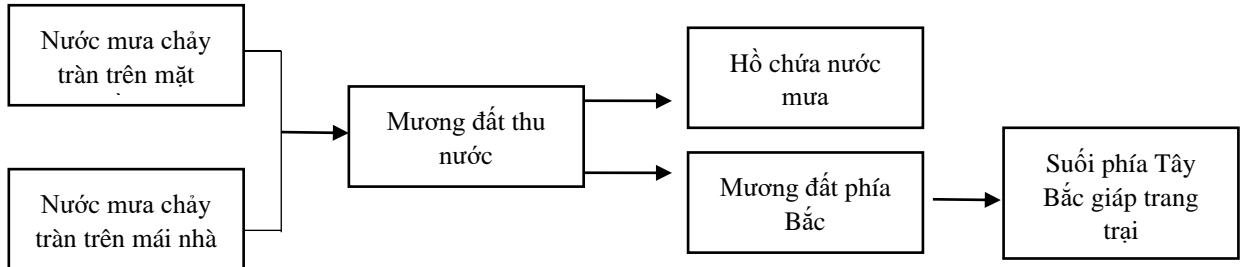 Nước mưa chảy
tràn trên mặt
Nước mưa chảy
tràn trên mái nhà
Mương đất thu
nước
Hồ chứa nước
mưa
Mương đất phía
Bắc
Suối phía Tây
Bắc giáp trang
trại